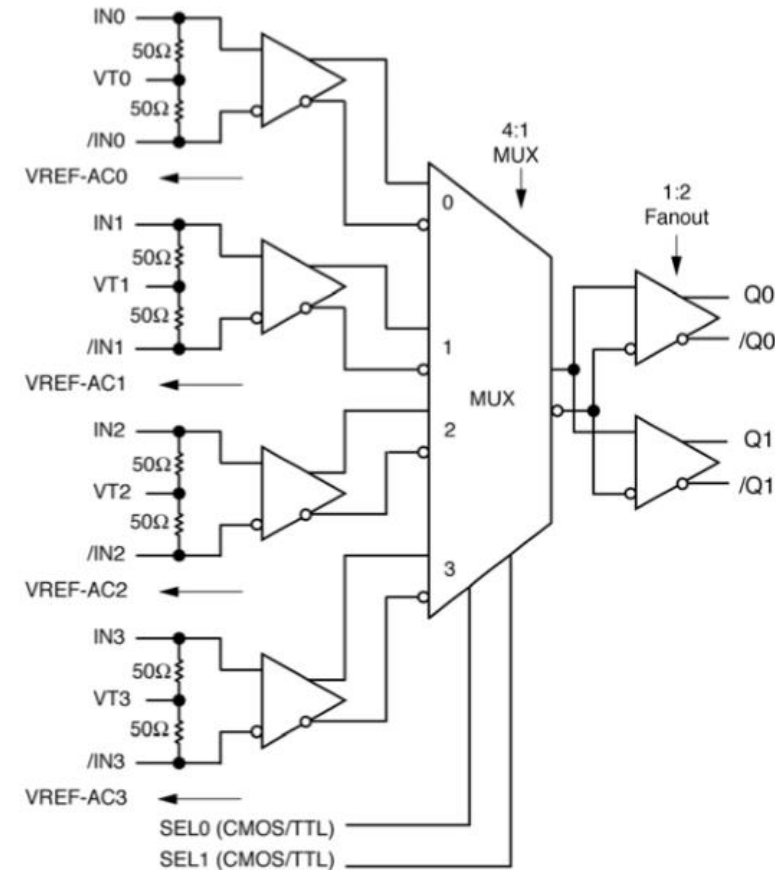 IN0
50Ω
VT0
50Ω
/IN0
VREF-AC0
IN1
50Ω
VT1
50Ω
/IN1
VREF-AC1
IN2
50Ω
VT2
50Ω
/IN2
VREF-AC2
IN3
50Ω
VT3
50Ω
/IN3
VREF-AC3
SEL0 (CMOS/TTL)
SEL1 (CMOS/TTL)
4:1
MUX
0
1
2
3
MUX
1:2
Fanout
Q0
/Q0
Q1
/Q1